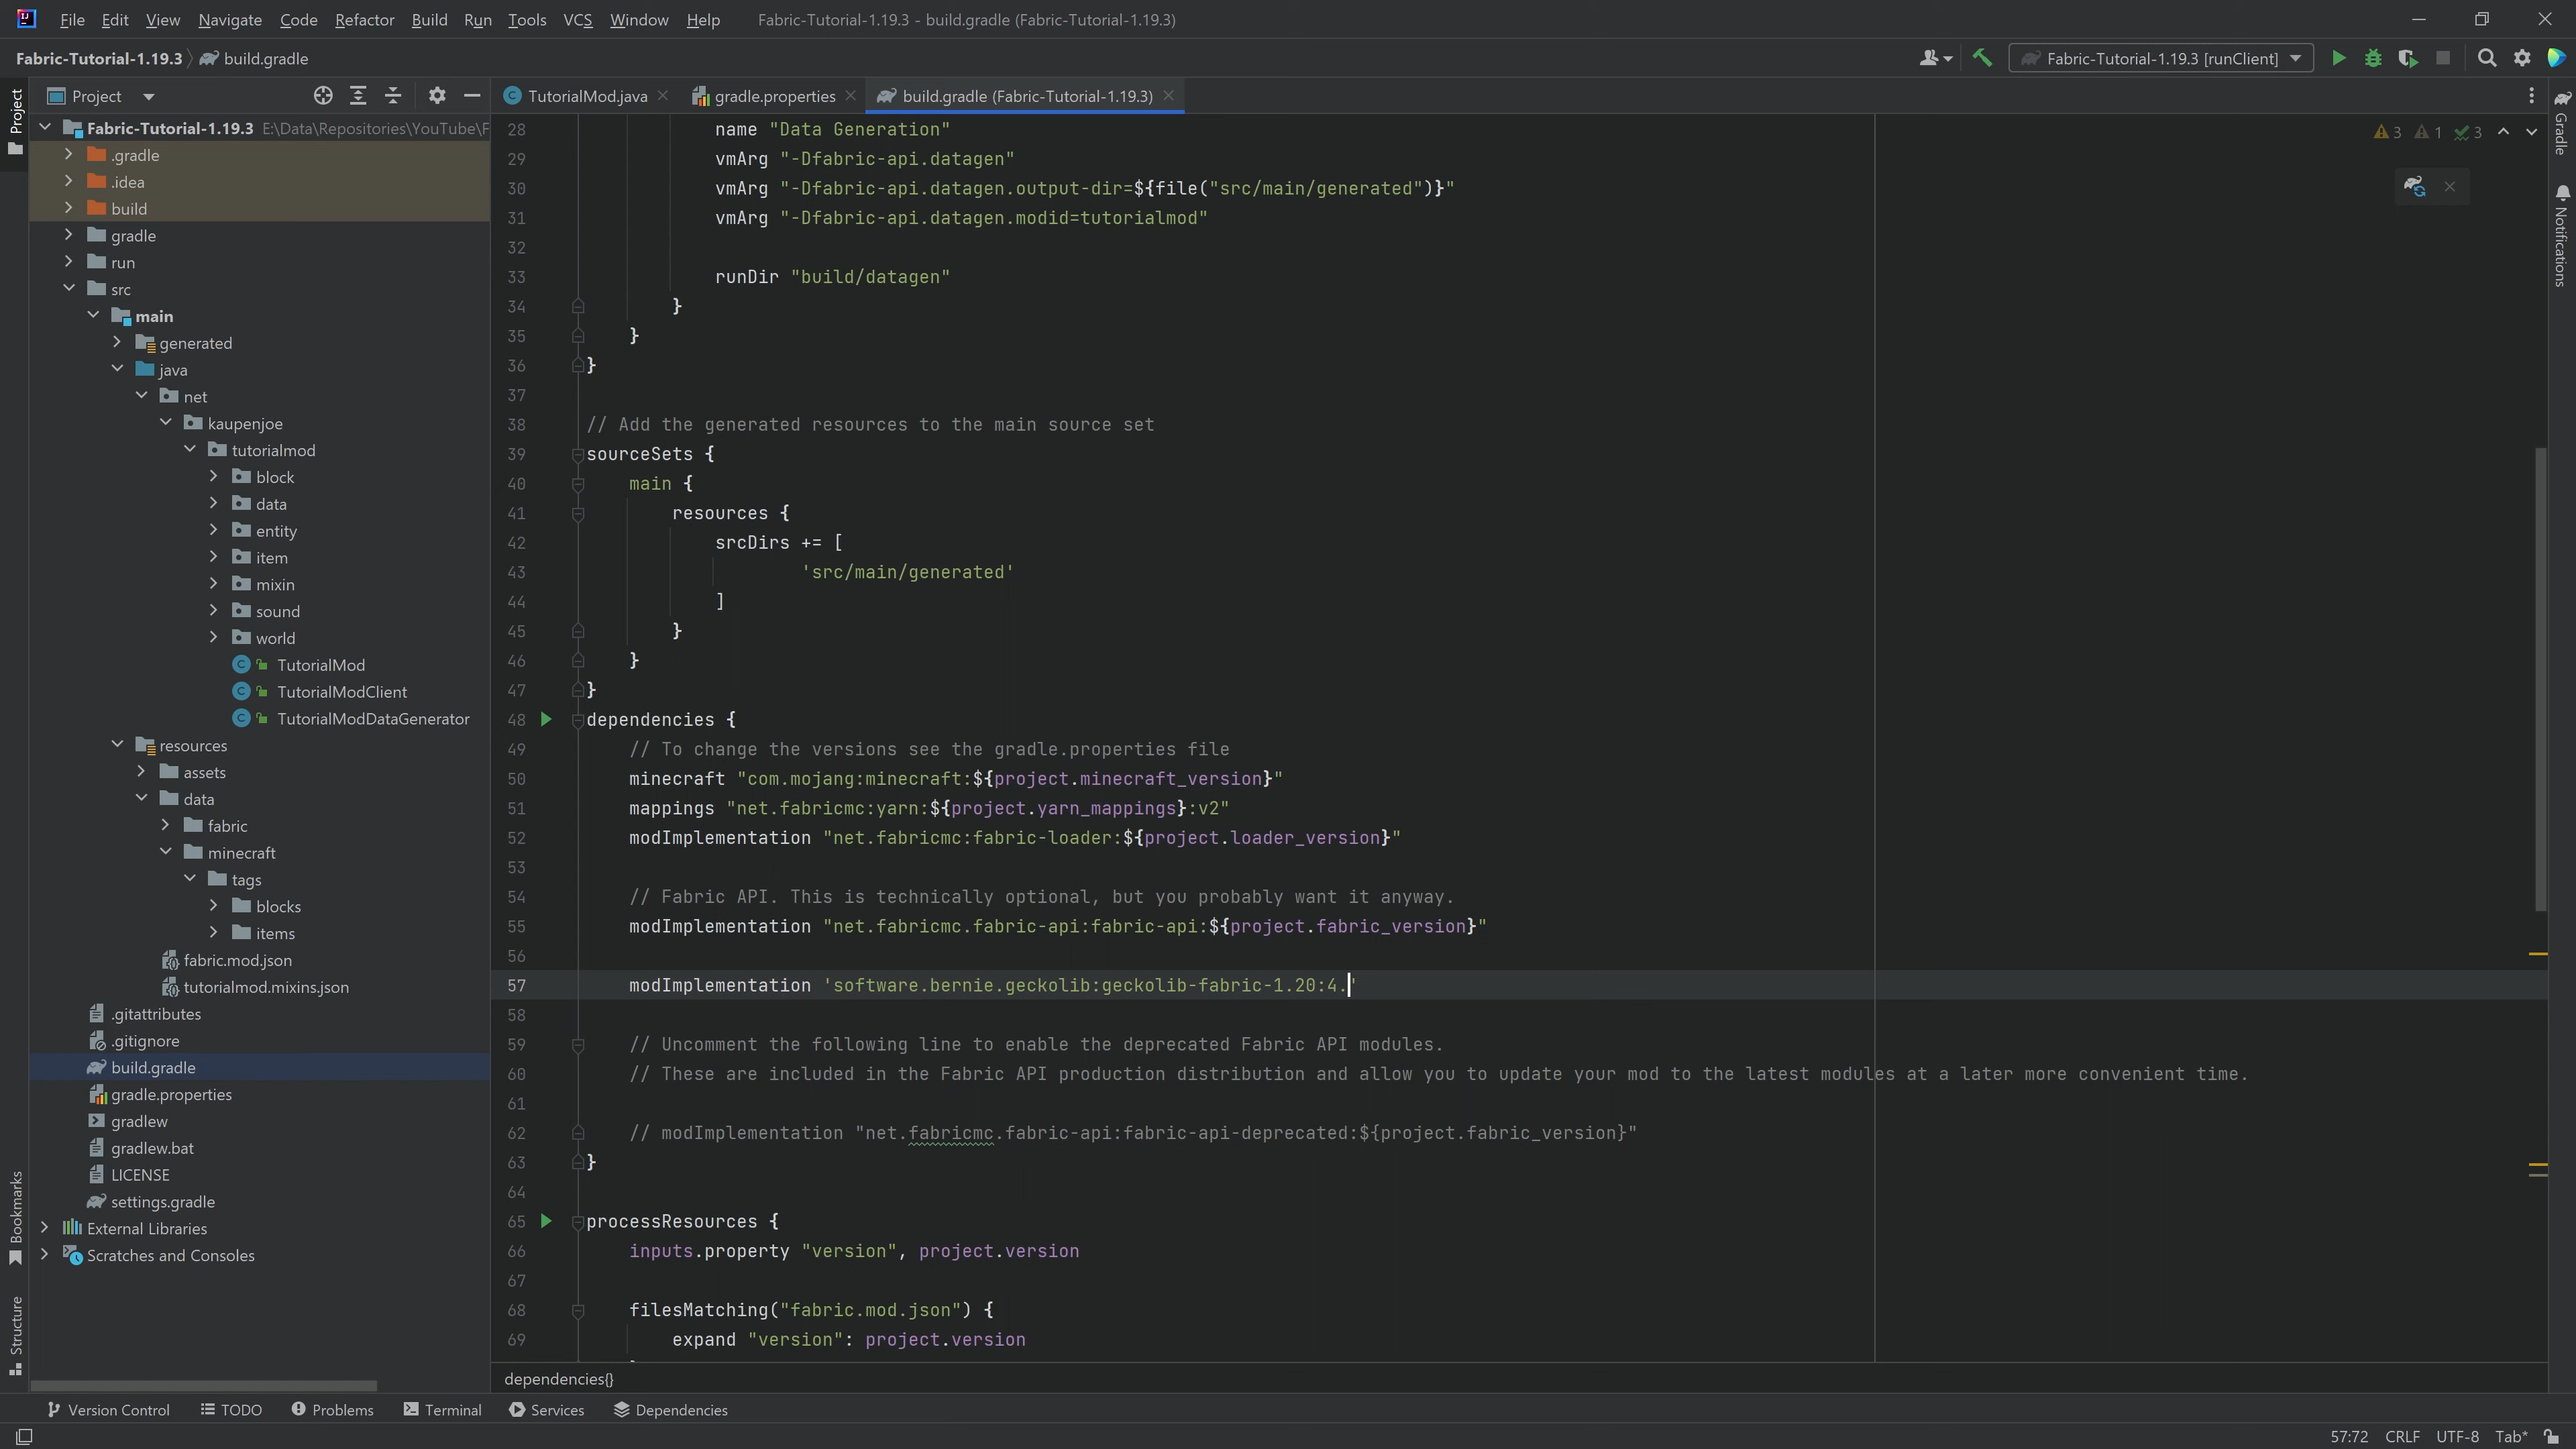 File Edit View Navigate Code Refactor Build Run Tools VCS Window Help Fabric-Tutorial-1.19.3 - build.gradle (Fabric-Tutorial-1.19.3)
Fabric-Tutorial-1.19.3 build.gradle Fabric-Tutorial-1.19.3 [runClient]
Project TutorialMod.java gradle.properties build.gradle (Fabric-Tutorial-1.19.3)
Project
Bookmarks
Structure
Fabric-Tutorial-1.19.3 E:\Data\Repositories\YouTube\F
.gradle
.idea
build
gradle
run
src
main
generated
java
net
kaupenjoe
tutorialmod
block
data
entity
item
mixin
sound
world
TutorialMod
TutorialModClient
TutorialModDataGenerator
resources
assets
data
fabric
minecraft
tags
blocks
items
fabric.mod.json
tutorialmod.mixins.json
.gitattributes
.gitignore
build.gradle
gradle.properties
gradlew
gradlew.bat
LICENSE
settings.gradle
External Libraries
Scratches and Consoles
3 1 3
28 name "Data Generation"
29 vmArg "-Dfabric-api.datagen"
30 vmArg "-Dfabric-api.datagen.output-dir=${file("src/main/generated")}"
31 vmArg "-Dfabric-api.datagen.modid=tutorialmod"
32
33 runDir "build/datagen"
34 }
35 }
36 }
37
38 // Add the generated resources to the main source set
39 sourceSets {
40 main {
41 resources {
42 srcDirs += [
43 'src/main/generated'
44 ]
45 }
46 }
47 }
48 dependencies {
49 // To change the versions see the gradle.properties file
50 minecraft "com.mojang:minecraft:${project.minecraft_version}"
51 mappings "net.fabricmc:yarn:${project.yarn_mappings}:v2"
52 modImplementation "net.fabricmc:fabric-loader:${project.loader_version}"
53
54 // Fabric API. This is technically optional, but you probably want it anyway.
55 modImplementation "net.fabricmc.fabric-api:fabric-api:${project.fabric_version}"
56
57 modImplementation 'software.bernie.geckolib:geckolib-fabric-1.20:4.'
58
59 // Uncomment the following line to enable the deprecated Fabric API modules.
60 // These are included in the Fabric API production distribution and allow you to update your mod to the latest modules at a later more convenient time.
61
62 // modImplementation "net.fabricmc.fabric-api:fabric-api-deprecated:${project.fabric_version}"
63 }
64
65 processResources {
66 inputs.property "version", project.version
67
68 filesMatching("fabric.mod.json") {
69 expand "version": project.version
dependencies{}
Gradle
Notifications
Version Control TODO Problems Terminal Services Dependencies
57:72 CRLF UTF-8 Tab*